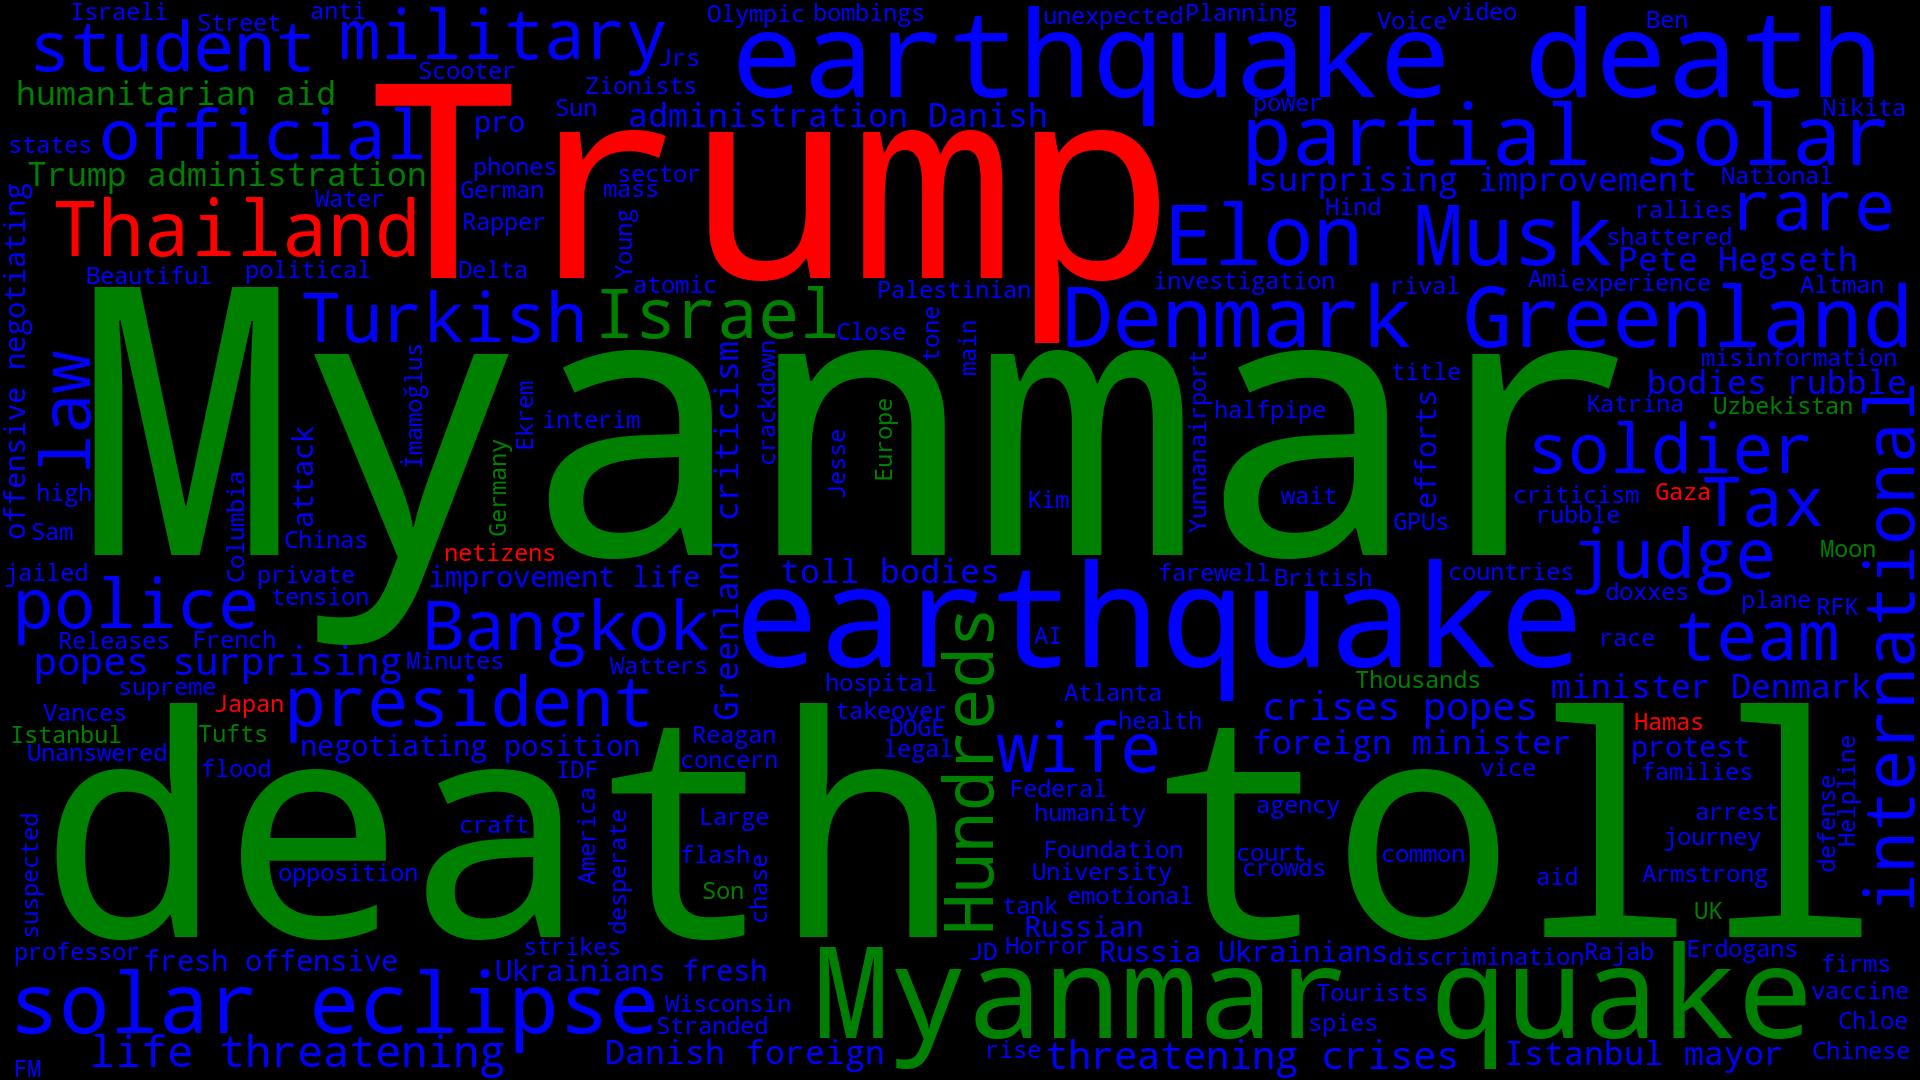 Israeli Street anti Olympic bombings unexpected Planning Voice video Ben
student military Jrs earthquake death
Scooter Zionists
humanitarian aid Sun administration Danish power Nikita
states official pro Trump partial solar
Trump administration phones sector surprising improvement National
German mass
Water Rapper Young Hind rallies rare
Thailand Elon Musk shattered
Beautiful political Delta atomic Palestinian investigation rival Pete Hegseth
Ami experience Altman
offensive negotiating Turkish Israel Close tone main Denmark Greenland
law Myanmar misinformation
İmamoğlus Ekrem interim Greenland criticism crackdown Jesse Europe Yunnanairport title bodies rubble
halfpipe efforts Katrina Uzbekistan
Columbia attack Germany Kim wait soldier international
high criticism Gaza Tax
Sam Chinas GPUs rubble
netizens judge Moon
jailed private improvement life toll bodies farewell British countries
tension doxxes plane RFK
police Bangkok earthquake
Releases French AI race team
popes surprising Minutes Watters
supreme hospital Thousands minister Denmark
Vances Japan president takeover Atlanta crises popes
Istanbul Tufts Reagan DOGE Hundreds wife health Hamas
Unanswered negotiating position concern legal foreign minister protest
flood IDF vice families
death toll
suspected America desperate Federal defense Helpline
craft Large humanity agency arrest
journey
opposition flash chase Foundation court common
University crowds Armstrong
Son emotional aid
tank UK
Russian
professor strikes JD Horror Russia Ukrainians discrimination Rajab Erdogans
fresh offensive Ukrainians fresh firms
solar eclipse Wisconsin Myanmar quake Tourists vaccine
Stranded spies Chloe
FM life threatening Danish foreign rise threatening crises Istanbul mayor Chinese